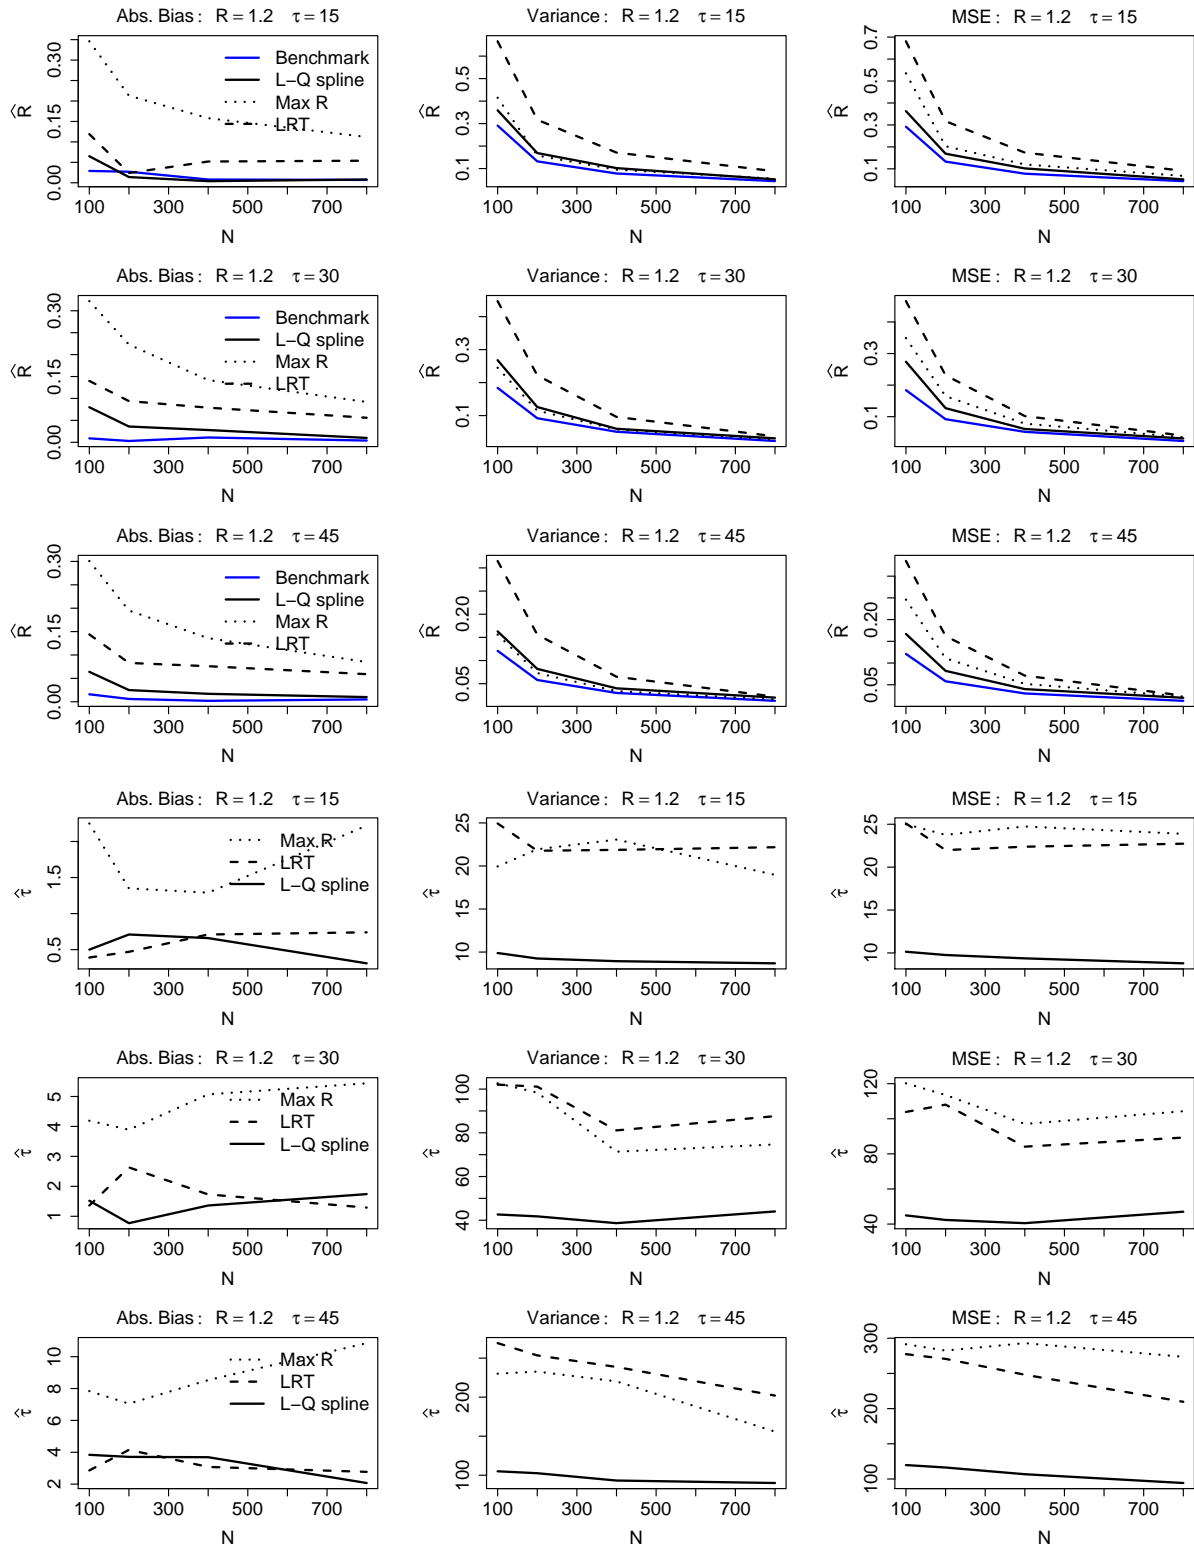 Abs. Bias : R = 1.2 τ = 15
R̂
0.00 0.15 0.30
Benchmark
L−Q spline
Max R
LRT
100 300 500 700
N
Variance : R = 1.2 τ = 15
R̂
0.1 0.3 0.5
100 300 500 700
N
MSE : R = 1.2 τ = 15
R̂
0.1 0.3 0.5 0.7
100 300 500 700
N
Abs. Bias : R = 1.2 τ = 30
R̂
0.00 0.15 0.30
Benchmark
L−Q spline
Max R
LRT
100 300 500 700
N
Variance : R = 1.2 τ = 30
R̂
0.1 0.3
100 300 500 700
N
MSE : R = 1.2 τ = 30
R̂
0.1 0.3
100 300 500 700
N
Abs. Bias : R = 1.2 τ = 45
R̂
0.00 0.15 0.30
Benchmark
L−Q spline
Max R
LRT
100 300 500 700
N
Variance : R = 1.2 τ = 45
R̂
0.05 0.20
100 300 500 700
N
MSE : R = 1.2 τ = 45
R̂
0.05 0.20
100 300 500 700
N
Abs. Bias : R = 1.2 τ = 15
τ̂
0.5 1.5
Max R
LRT
L−Q spline
100 300 500 700
N
Variance : R = 1.2 τ = 15
τ̂
10 15 20 25
100 300 500 700
N
MSE : R = 1.2 τ = 15
τ̂
10 15 20 25
100 300 500 700
N
Abs. Bias : R = 1.2 τ = 30
τ̂
1 2 3 4 5
Max R
LRT
L−Q spline
100 300 500 700
N
Variance : R = 1.2 τ = 30
τ̂
40 60 80 100
100 300 500 700
N
MSE : R = 1.2 τ = 30
τ̂
40 80 120
100 300 500 700
N
Abs. Bias : R = 1.2 τ = 45
τ̂
2 4 6 8 10
Max R
LRT
L−Q spline
100 300 500 700
N
Variance : R = 1.2 τ = 45
τ̂
100 200
100 300 500 700
N
MSE : R = 1.2 τ = 45
τ̂
100 200 300
100 300 500 700
N